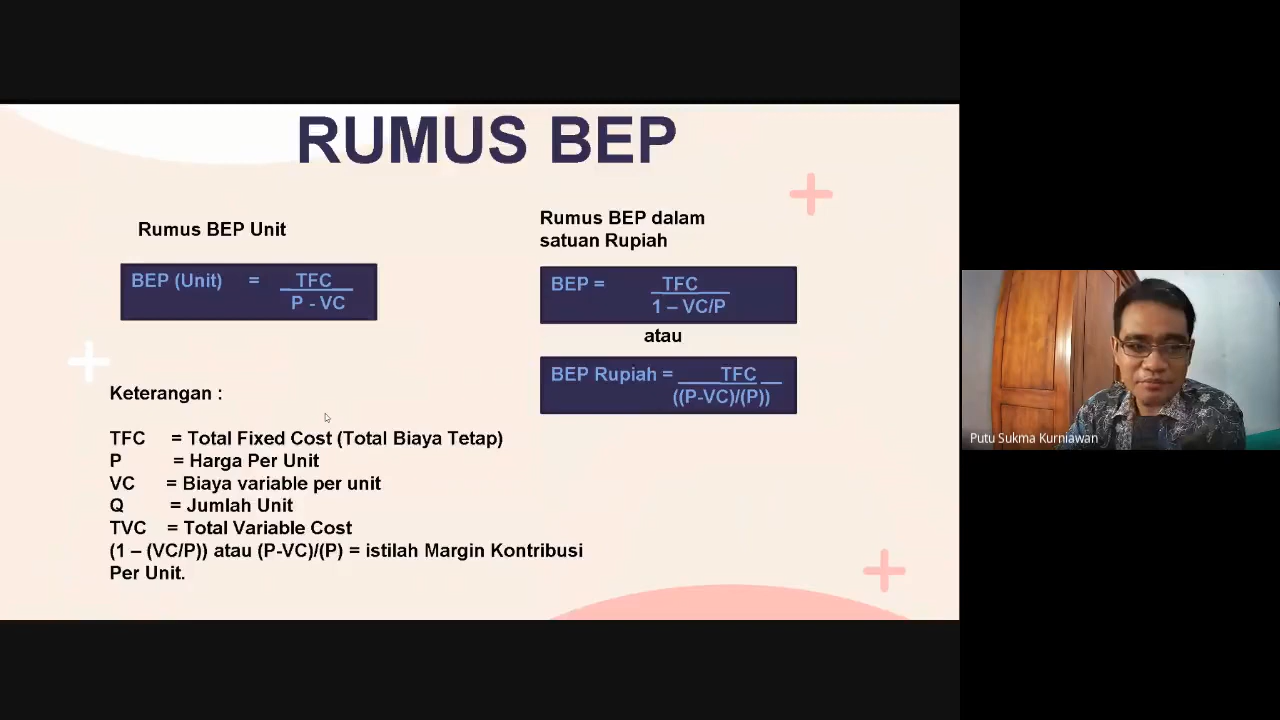 RUMUS BEP
Rumus BEP Unit
BEP (Unit) = TFC
P - VC
Rumus BEP dalam
satuan Rupiah
BEP = TFC
1 – VC/P
atau
BEP Rupiah = TFC
((P-VC)/(P))
Keterangan :
TFC = Total Fixed Cost (Total Biaya Tetap)
P = Harga Per Unit
VC = Biaya variable per unit
Q = Jumlah Unit
TVC = Total Variable Cost
(1 – (VC/P)) atau (P-VC)/(P) = istilah Margin Kontribusi
Per Unit.
Putu Sukma Kurniawan